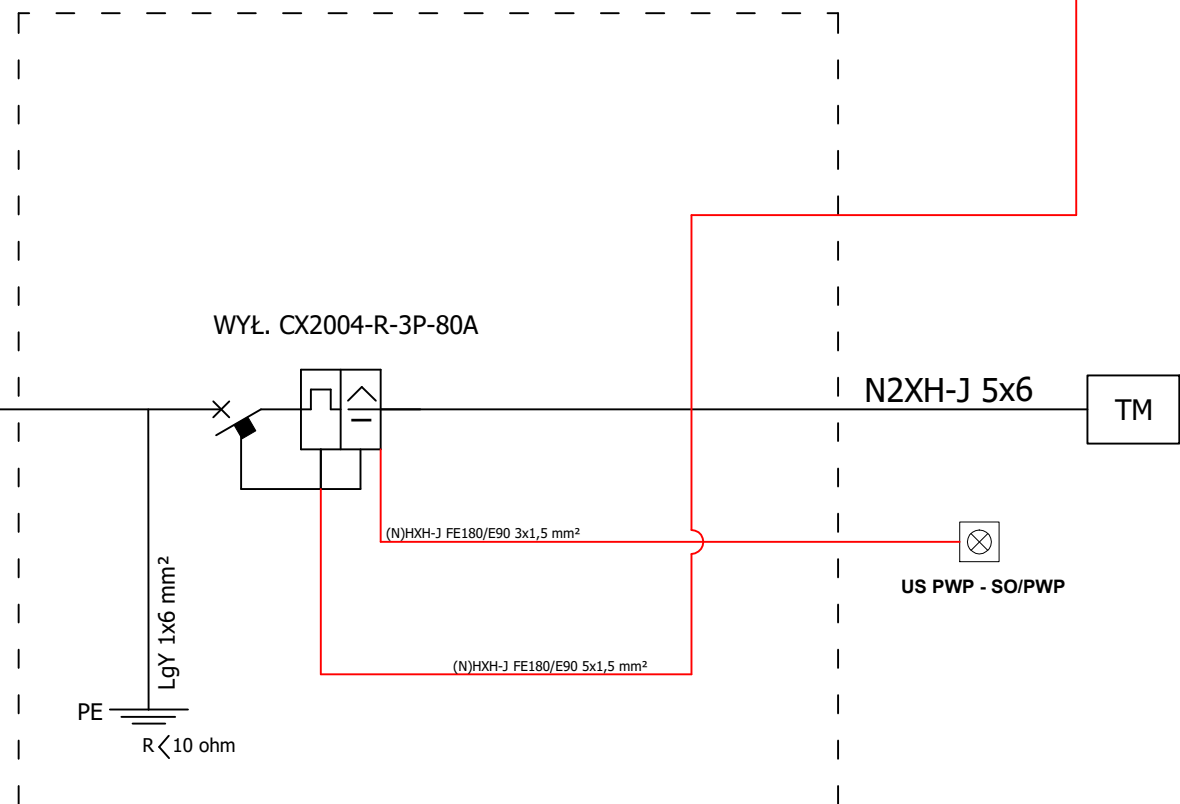 WYŁ. CX2004-R-3P-80A
N2XH-J 5x6
TM
(N)HXH-J FE180/E90 3x1,5 mm²
US PWP - SO/PWP
LgY 1x6 mm²
(N)HXH-J FE180/E90 5x1,5 mm²
PE
R<10 ohm